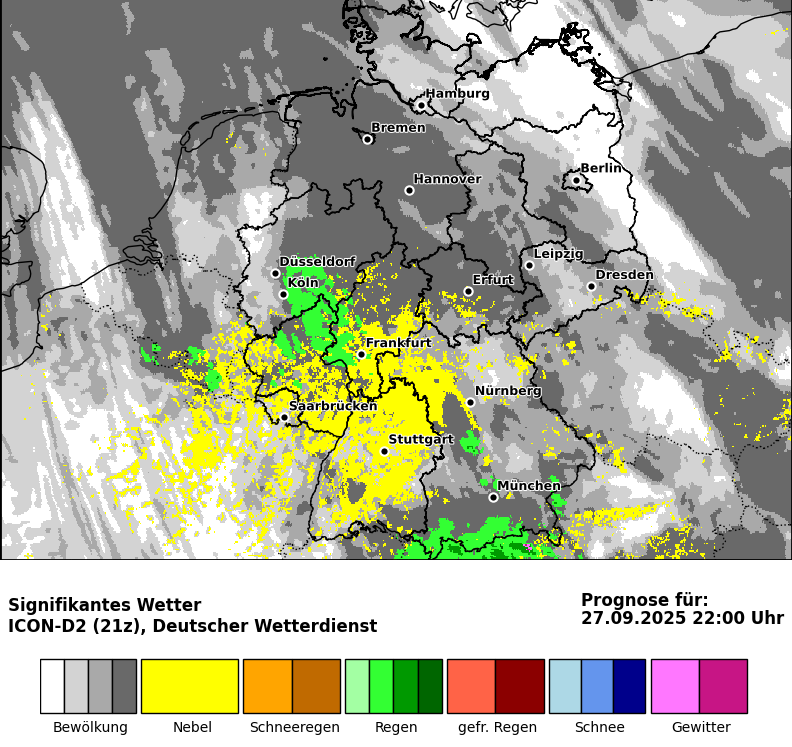 Hamburg
Bremen
Berlin
Hannover
Leipzig
Düsseldorf
Dresden
Köln
Erfurt
Frankfurt
Nürnberg
Saarbrücken
Stuttgart
München
Signifikantes Wetter
ICON-D2 (21z), Deutscher Wetterdienst
Prognose für:
27.09.2025 22:00 Uhr
Bewölkung
Nebel
Schneeregen
Regen
gefr. Regen
Schnee
Gewitter